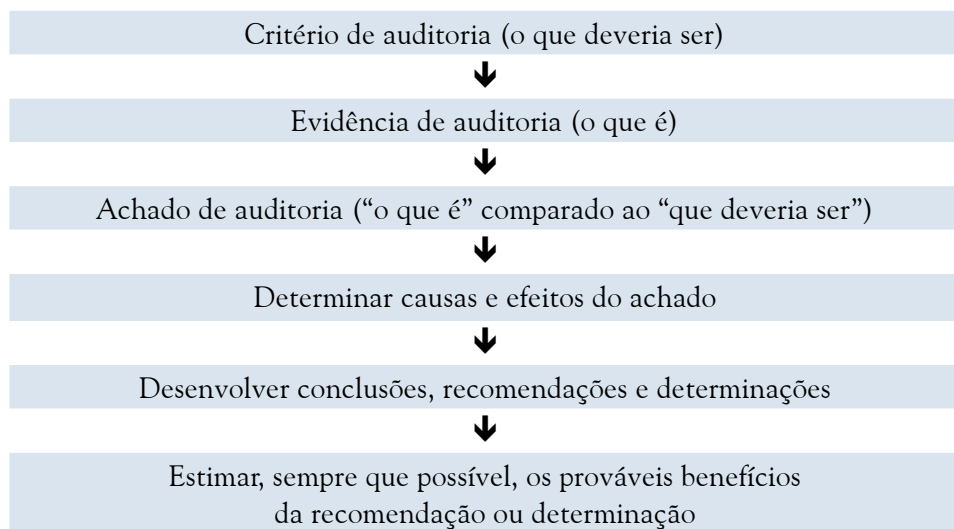 Critério de auditoria (o que deveria ser)
Evidência de auditoria (o que é)
Achado de auditoria (“o que é” comparado ao “que deveria ser”)
Determinar causas e efeitos do achado
Desenvolver conclusões, recomendações e determinações
Estimar, sempre que possível, os prováveis benefícios
da recomendação ou determinação